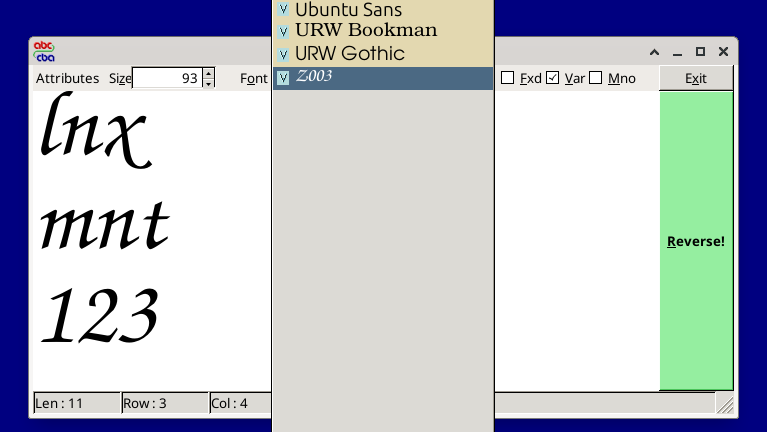 Ubuntu Sans
URW Bookman
URW Gothic
Z003
abc
cba
Attributes Size 93 Font Fxd Var Mno Exit
lnx
mnt
123
Reverse!
Len : 11 Row : 3 Col : 4